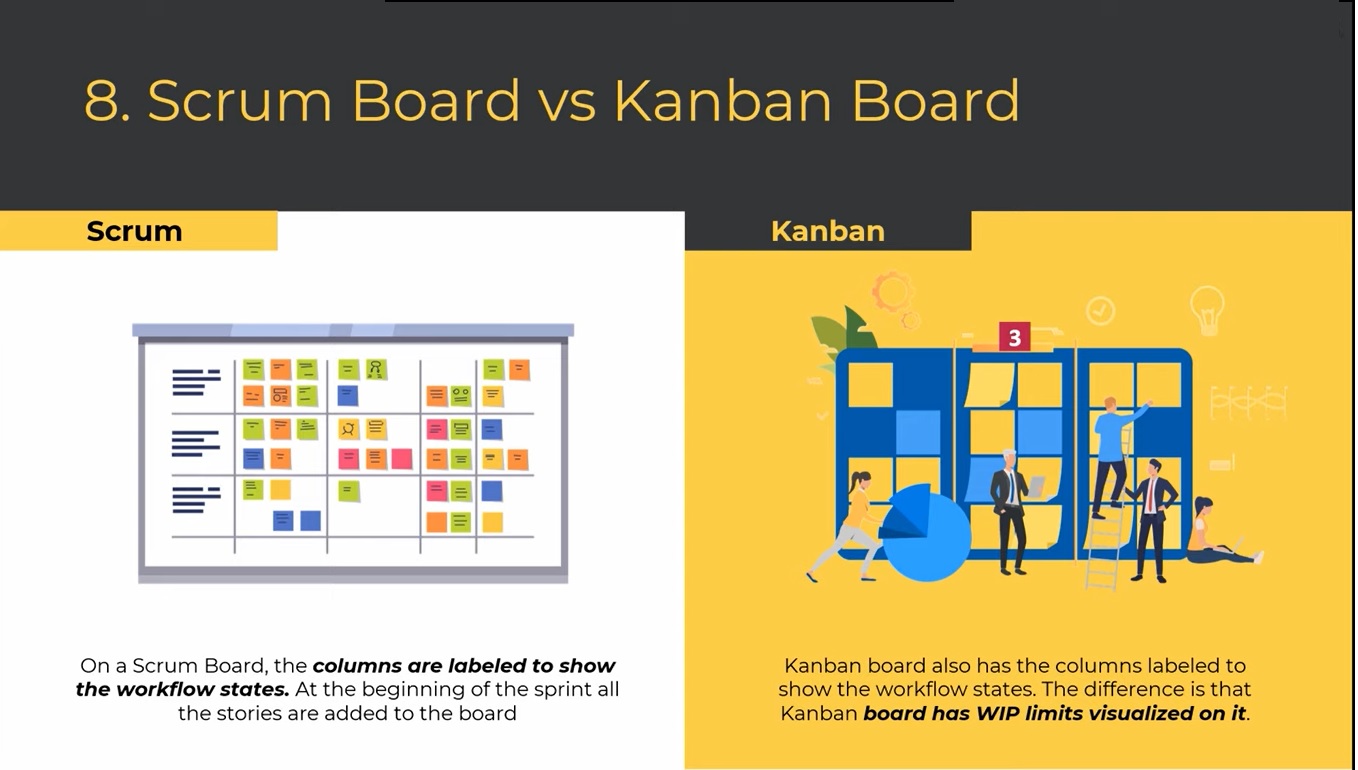 8. Scrum Board vs Kanban Board
Scrum
On a Scrum Board, the columns are labeled to show
the workflow states. At the beginning of the sprint all
the stories are added to the board
Kanban
3
Kanban board also has the columns labeled to
show the workflow states. The difference is that
Kanban board has WIP limits visualized on it.